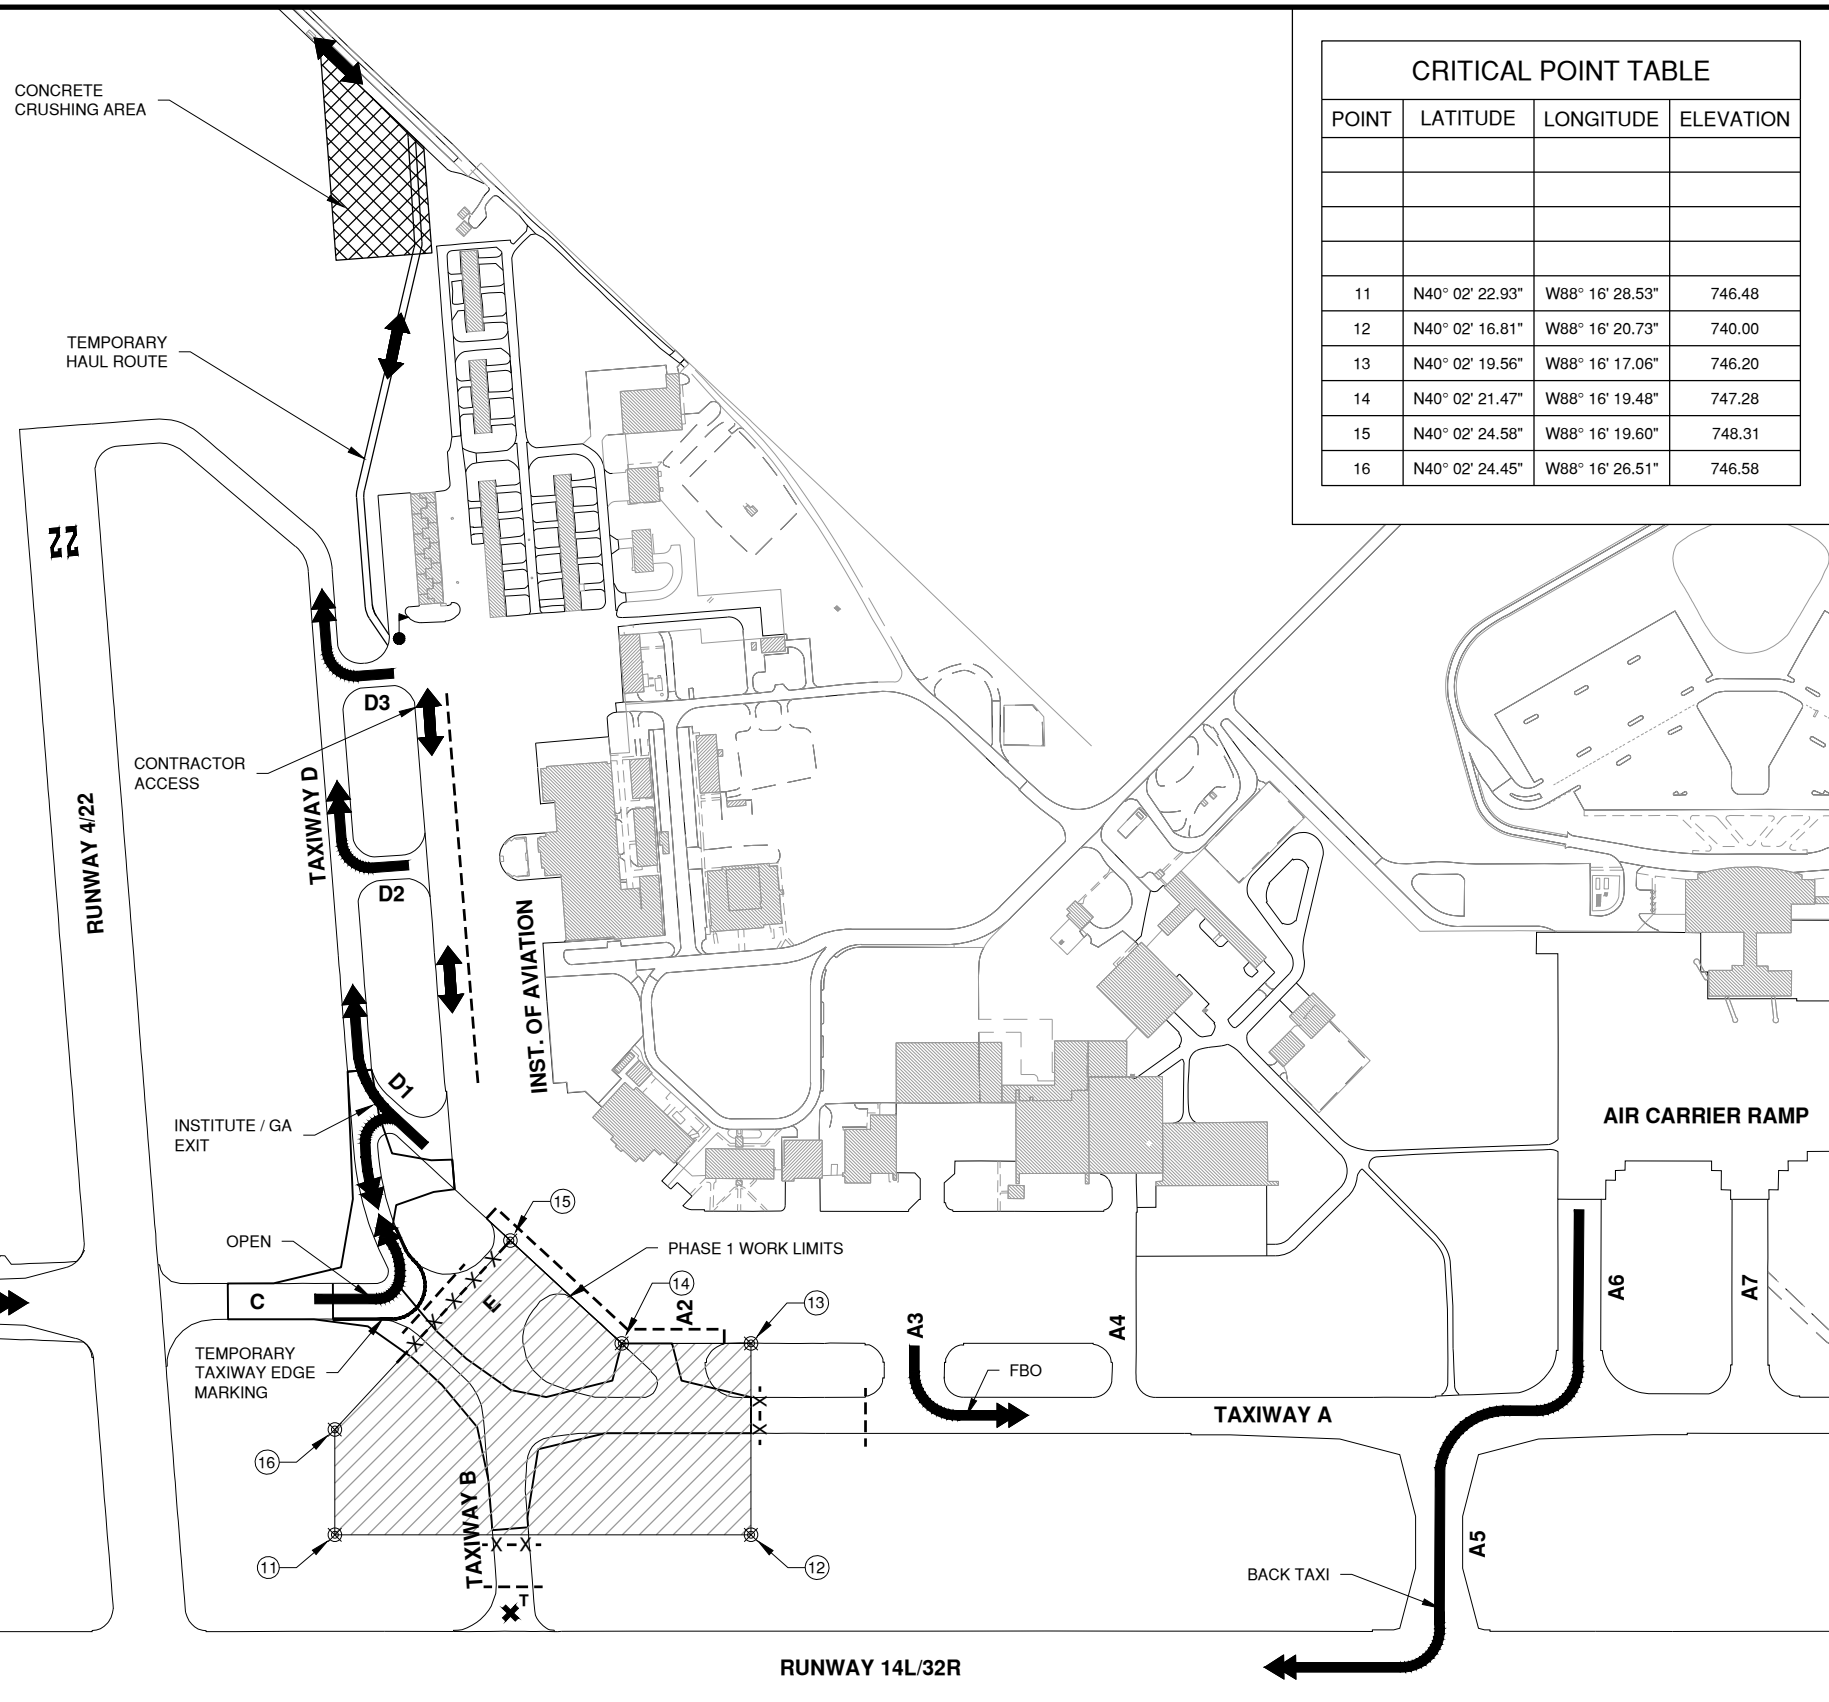 CRITICAL POINT TABLE
POINT LATITUDE LONGITUDE ELEVATION
11 N40° 02' 22.93" W88° 16' 28.53" 746.48
12 N40° 02' 16.81" W88° 16' 20.73" 740.00
13 N40° 02' 19.56" W88° 16' 17.06" 746.20
14 N40° 02' 21.47" W88° 16' 19.48" 747.28
15 N40° 02' 24.58" W88° 16' 19.60" 748.31
16 N40° 02' 24.45" W88° 16' 26.51" 746.58
CONCRETE
CRUSHING AREA
TEMPORARY
HAUL ROUTE
22
D3
CONTRACTOR
ACCESS
TAXIWAY D
RUNWAY 4/22
D2
INST. OF AVIATION
D1
INSTITUTE / GA
EXIT
AIR CARRIER RAMP
15
OPEN
PHASE 1 WORK LIMITS
14
C
E
A2
13
A3
A4
A6
A7
TEMPORARY
TAXIWAY EDGE
MARKING
FBO
TAXIWAY A
16
TAXIWAY B
X X X X X
X
X
X X
11
12
A5
BACK TAXI
T
RUNWAY 14L/32R